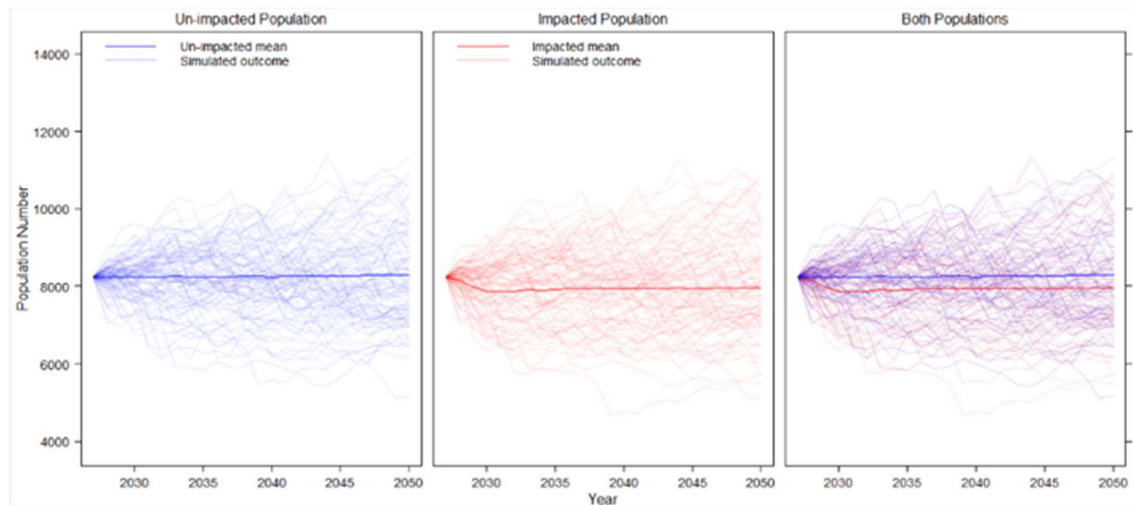 Un-impacted Population
Impacted Population
Both Populations
Un-impacted mean
Simulated outcome
Impacted mean
Simulated outcome
14000
12000
10000
8000
6000
4000
Population Number
2030 2035 2040 2045 2050
2030 2035 2040 2045 2050
2030 2035 2040 2045 2050
Year